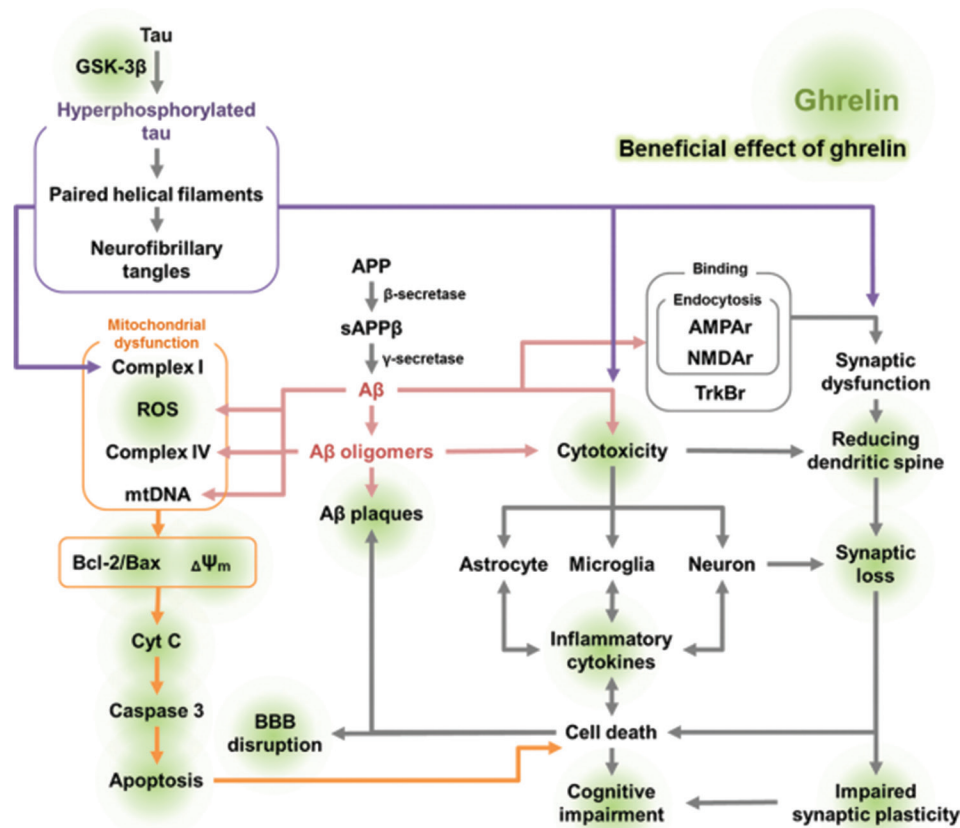 Tau
GSK-3β
Hyperphosphorylated
tau
Paired helical filaments
Neurofibrillary
tangles
Ghrelin
Beneficial effect of ghrelin
APP
β-secretase
sAPPβ
γ-secretase
Aβ
Aβ oligomers
Aβ plaques
Binding
Endocytosis
AMPAr
NMDAr
TrkBr
Mitochondrial
dysfunction
Complex I
ROS
Complex IV
mtDNA
Bcl-2/Bax
ΔΨm
Cyt C
Caspase 3
Apoptosis
BBB
disruption
Cytotoxicity
Astrocyte
Microglia
Neuron
Inflammatory
cytokines
Cell death
Cognitive
impairment
Synaptic
dysfunction
Reducing
dendritic spine
Synaptic
loss
Impaired
synaptic plasticity